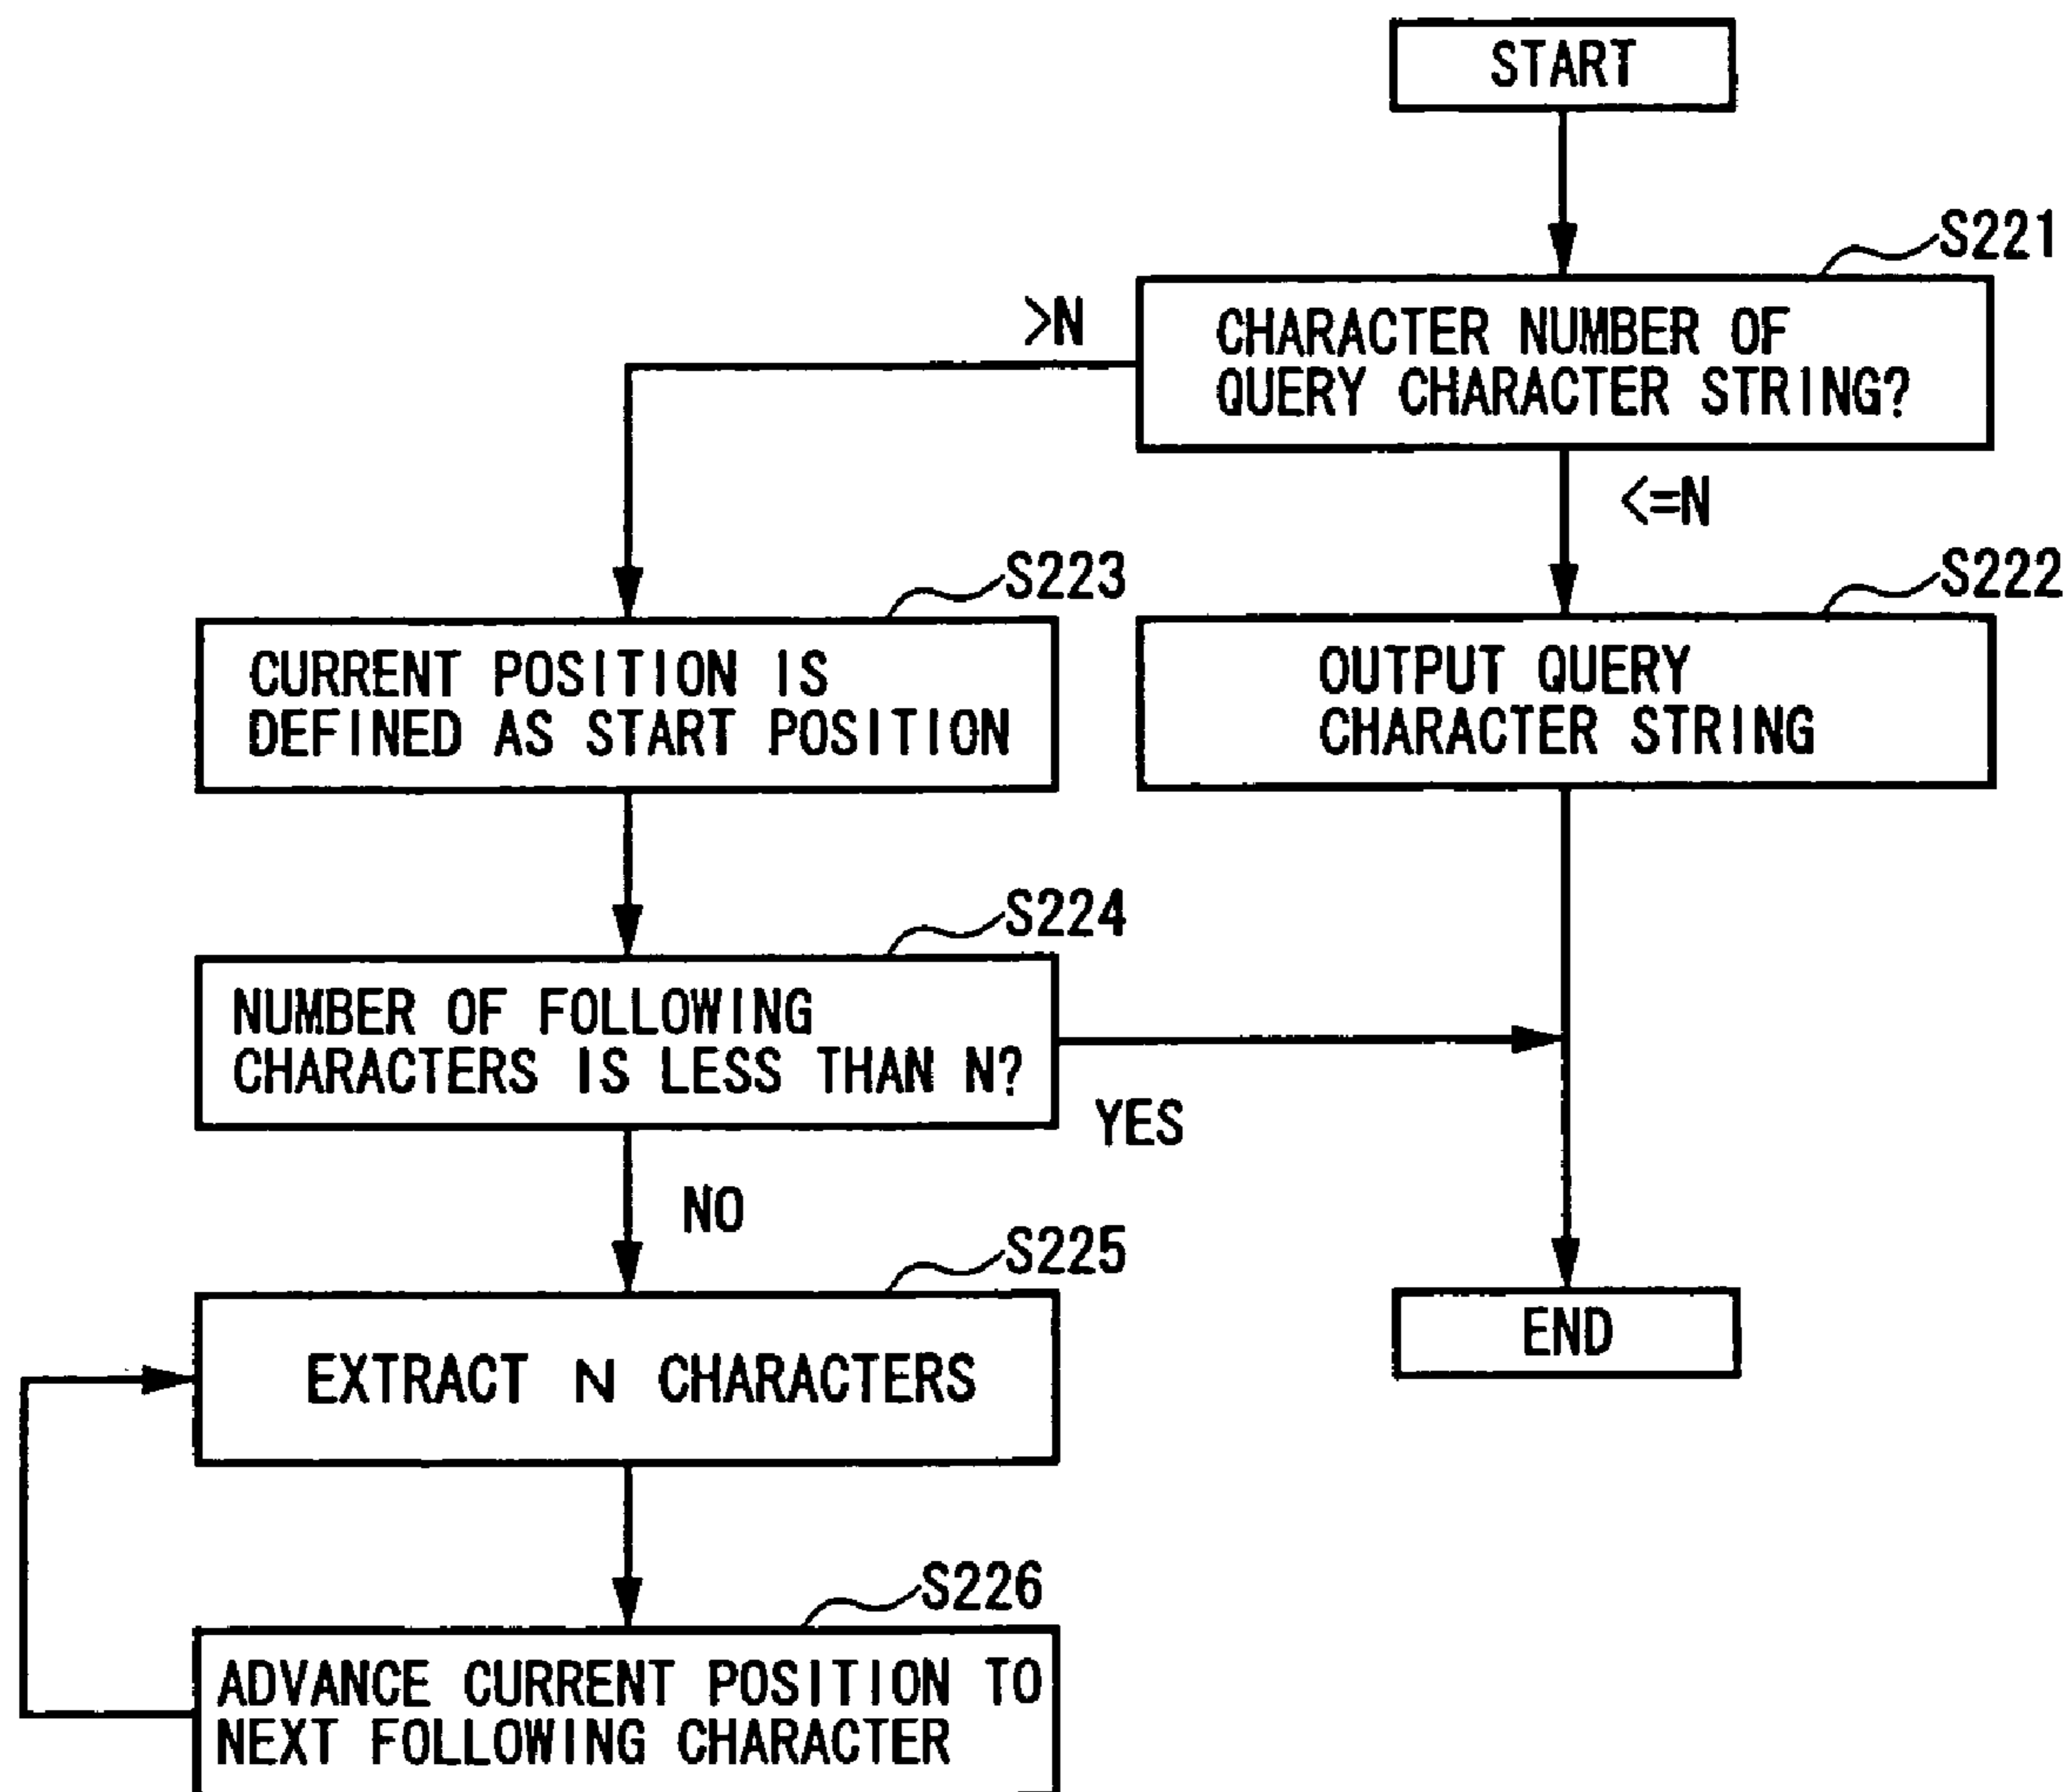 START
S221
>N
CHARACTER NUMBER OF
QUERY CHARACTER STRING?
<=N
S223
S222
CURRENT POSITION IS
DEFINED AS START POSITION
OUTPUT QUERY
CHARACTER STRING
S224
NUMBER OF FOLLOWING
CHARACTERS IS LESS THAN N?
YES
NO
S225
END
EXTRACT N CHARACTERS
S226
ADVANCE CURRENT POSITION TO
NEXT FOLLOWING CHARACTER